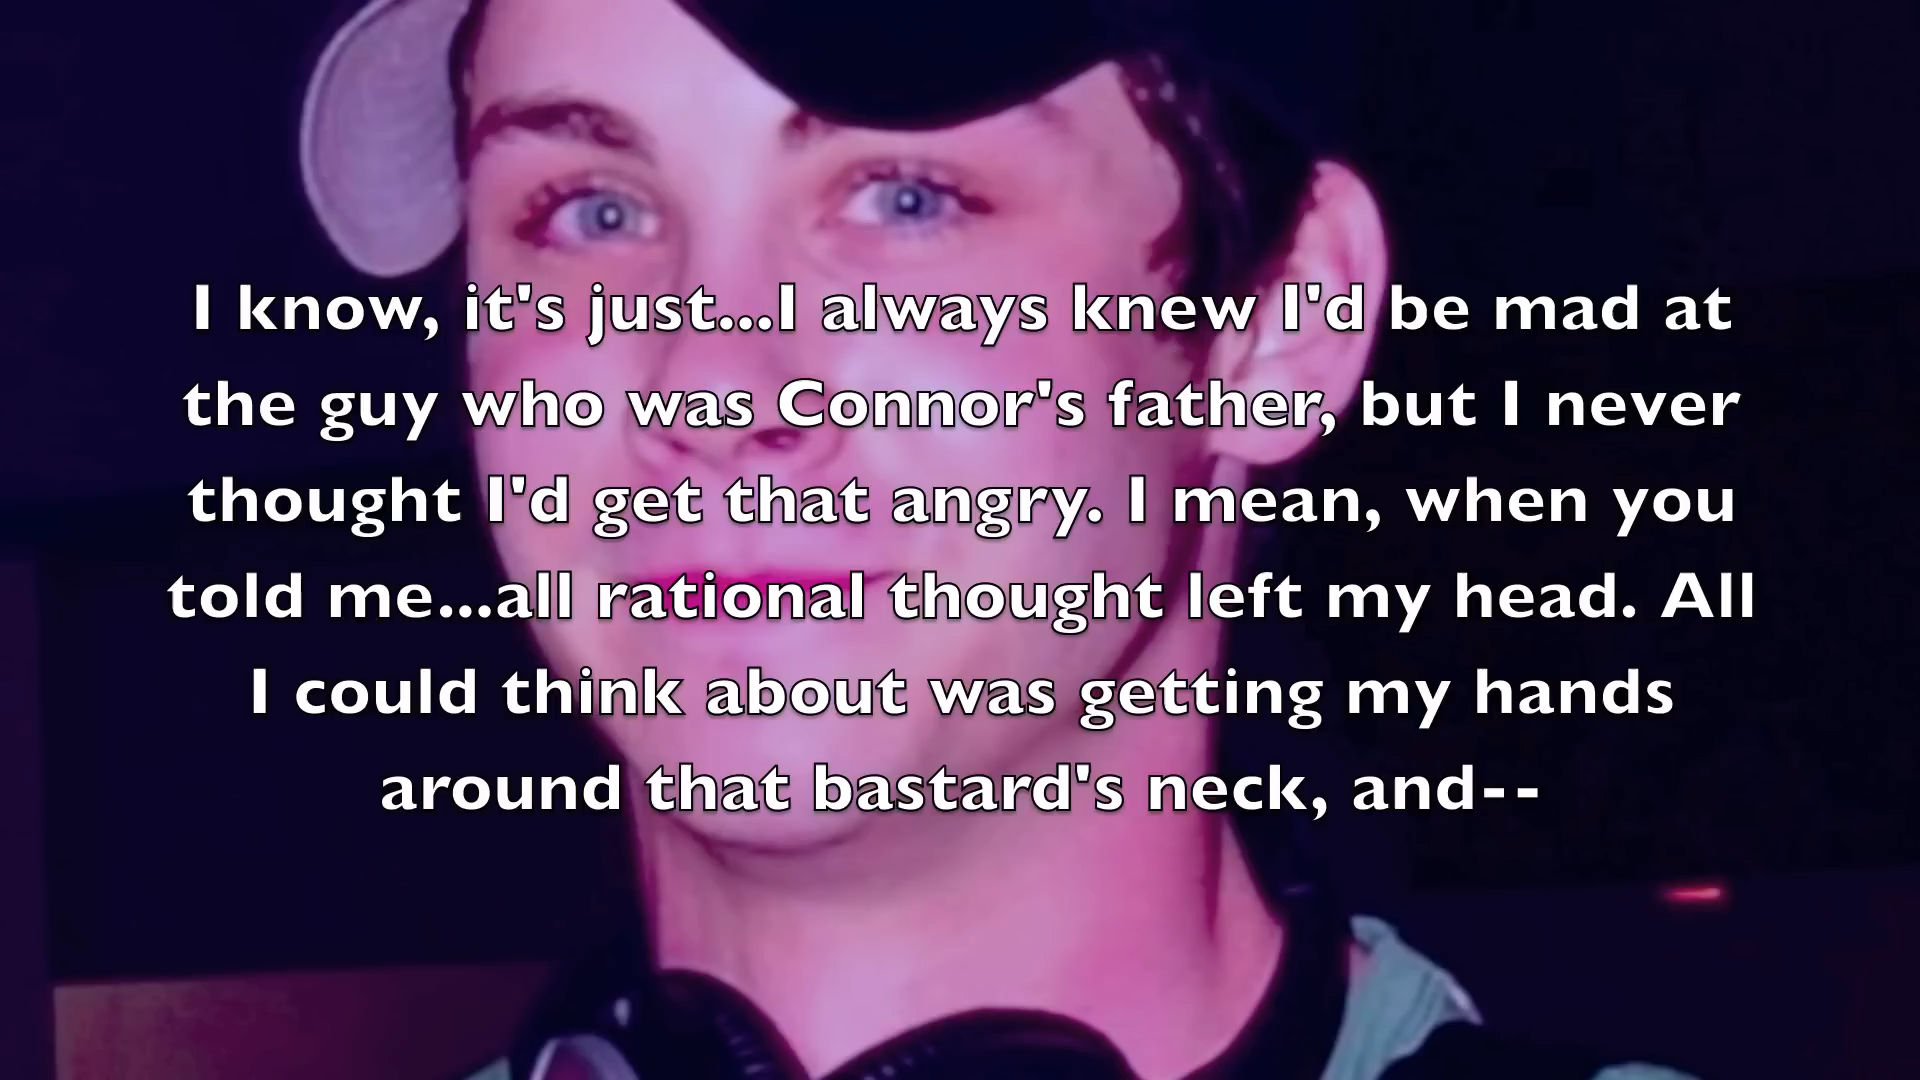 I know, it's just...I always knew I'd be mad at
the guy who was Connor's father, but I never
thought I'd get that angry. I mean, when you
told me...all rational thought left my head. All
I could think about was getting my hands
around that bastard's neck, and--